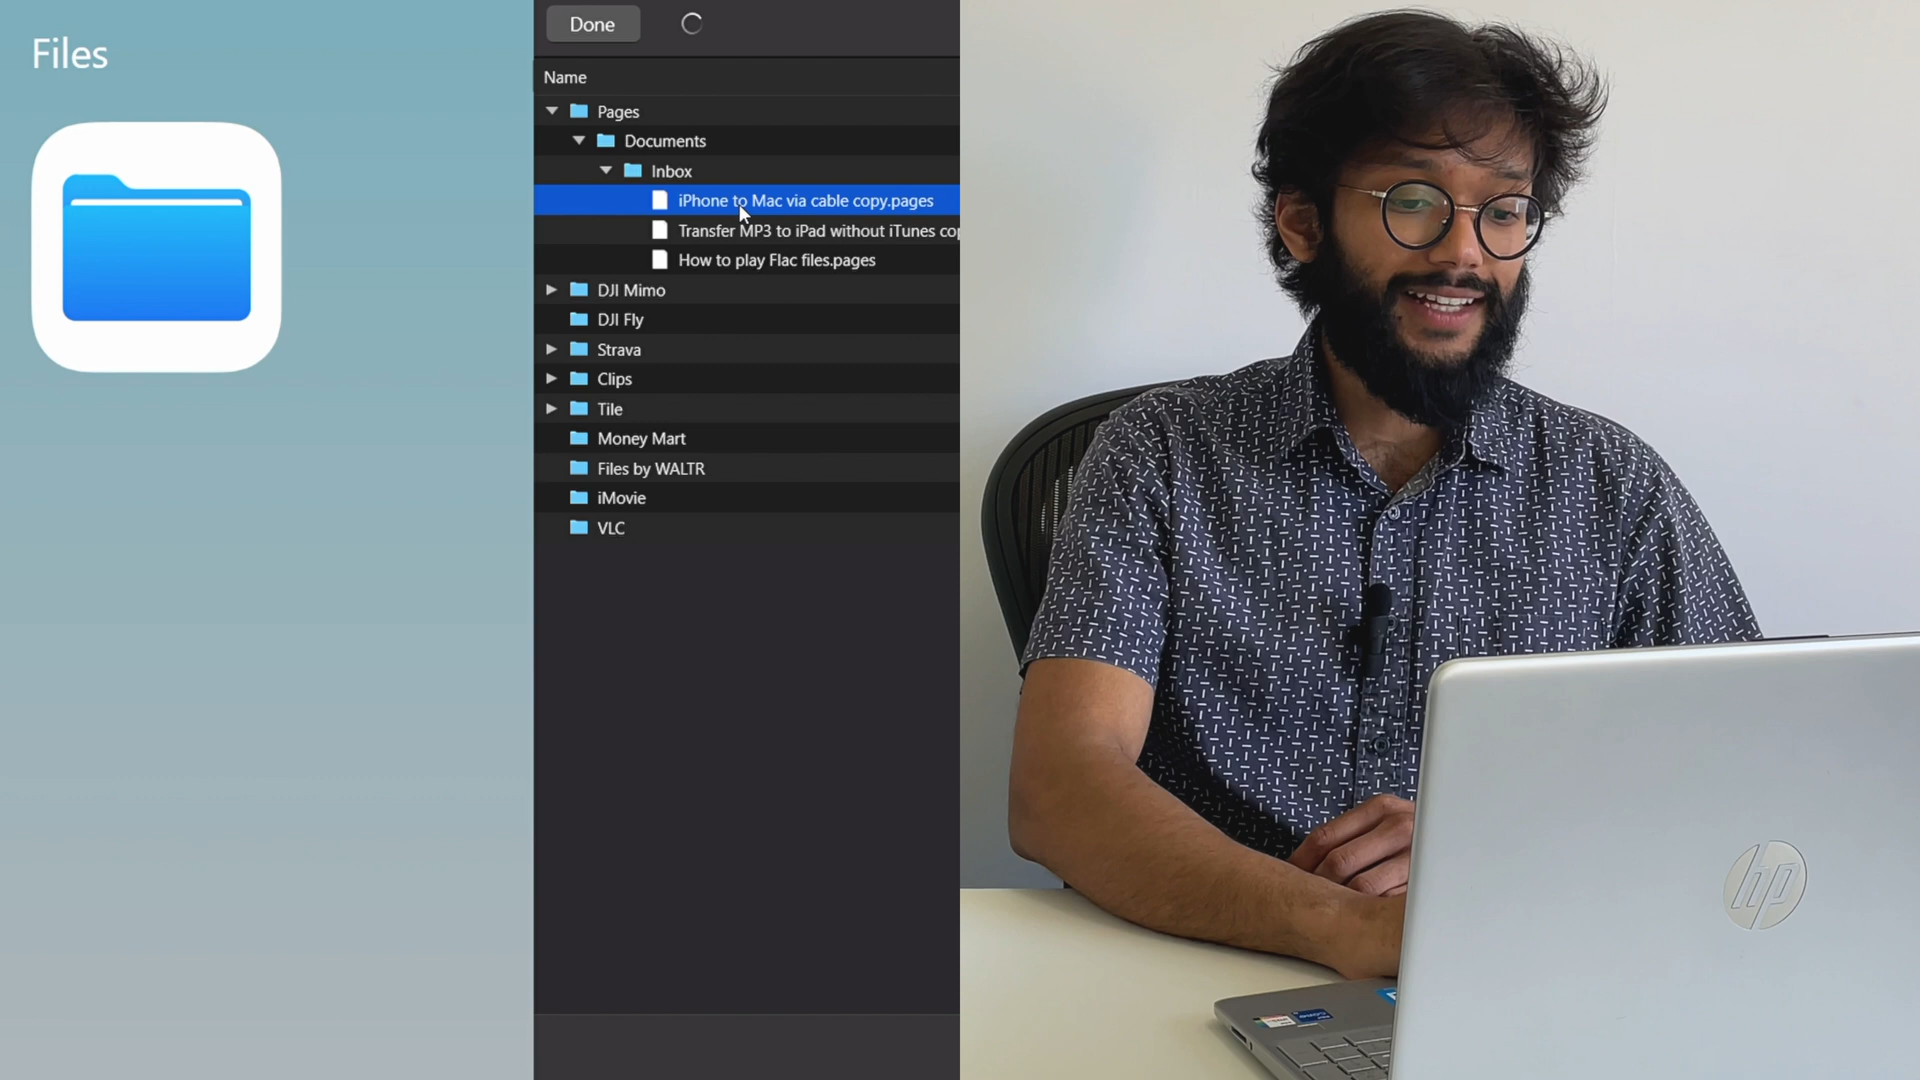 Files
Done
Name
Pages
Documents
Inbox
iPhone to Mac via cable copy.pages
Transfer MP3 to iPad without iTunes cop
How to play Flac files.pages
DJI Mimo
DJI Fly
Strava
Clips
Tile
Money Mart
Files by WALTR
iMovie
VLC
hp